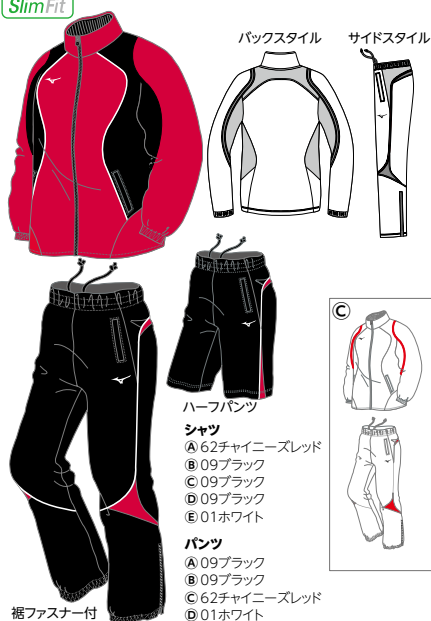 SlimFit
バックスタイル
サイドスタイル
ハーフパンツ
シャツ
Ⓐ62チャイニーズレッド
Ⓑ09ブラック
Ⓒ09ブラック
Ⓓ09ブラック
Ⓔ01ホワイト
パンツ
Ⓐ09ブラック
Ⓑ09ブラック
Ⓒ62チャイニーズレッド
Ⓓ01ホワイト
裾ファスナー付
Ⓒ